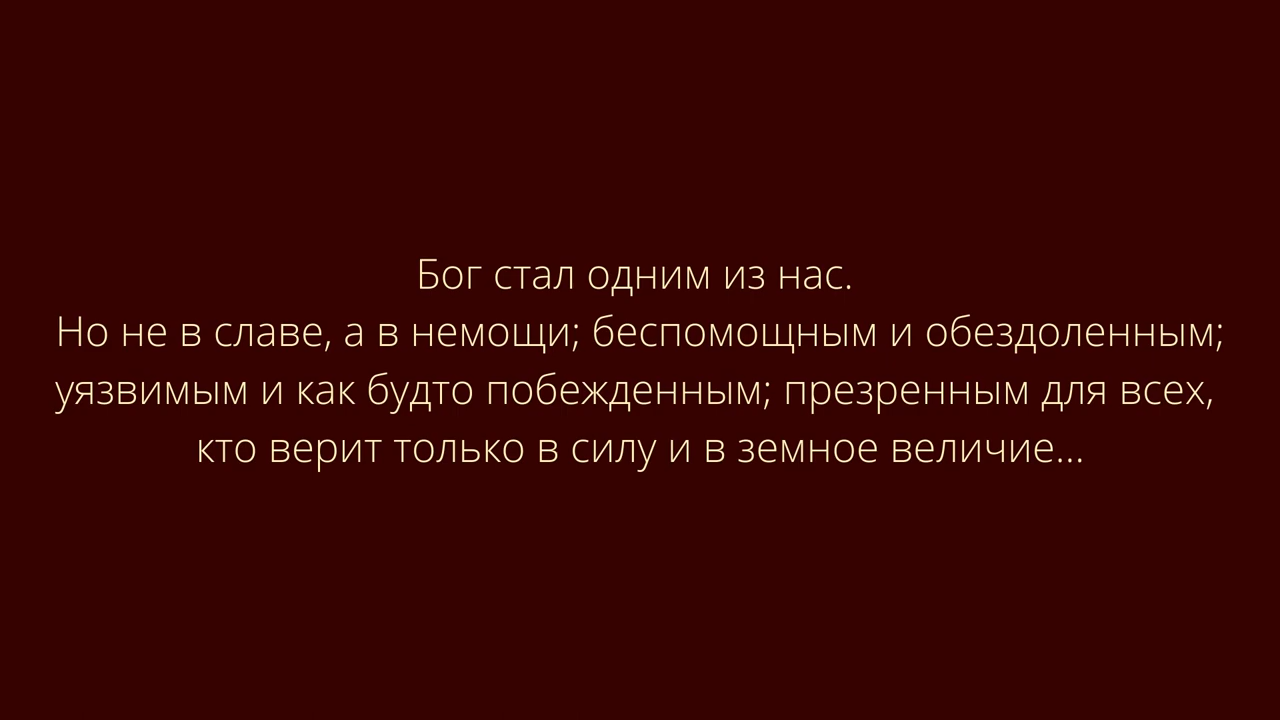 Бог стал одним из нас.
Но не в славе, а в немощи; беспомощным и обездоленным;
уязвимым и как будто побежденным; презренным для всех,
кто верит только в силу и в земное величие...